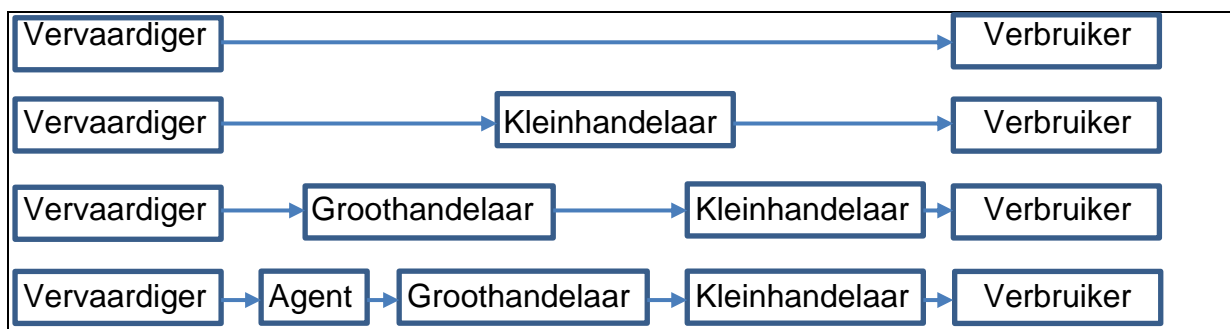 Vervaardiger Verbruiker
Vervaardiger Kleinhandelaar Verbruiker
Vervaardiger Groothandelaar Kleinhandelaar Verbruiker
Vervaardiger Agent Groothandelaar Kleinhandelaar Verbruiker